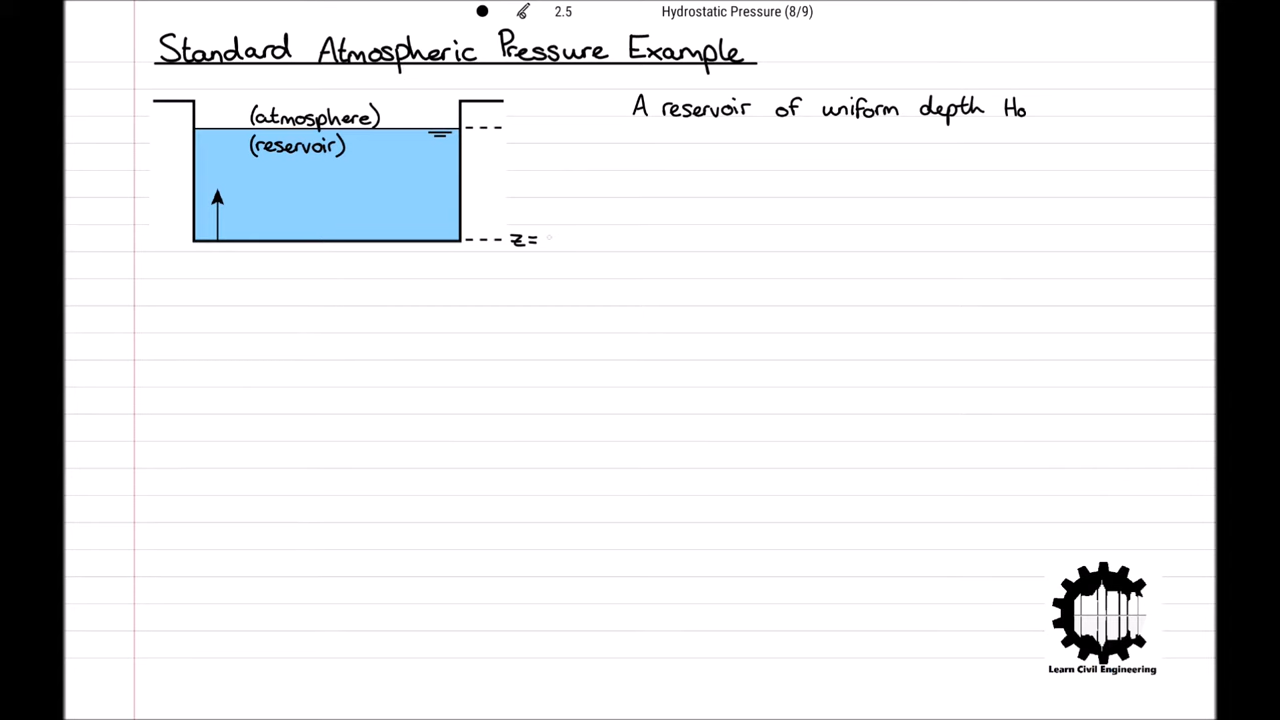 2.5
Hydrostatic Pressure (8/9)
Standard Atmospheric Pressure Example
(atmosphere)
(reservoir)
z=
A reservoir of uniform depth H₀
Learn Civil Engineering